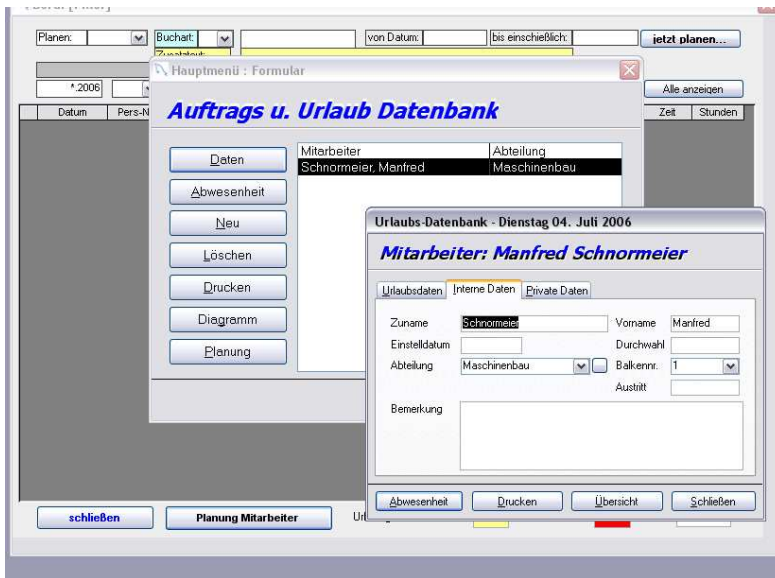 Planen: Buchart: von Datum: bis einschießlich: jetzt planen...
Zusatztext:
*.2006 Alle anzeigen
Datum Pers-N Zeit Stunden
Hauptmenü : Formular
Auftrags u. Urlaub Datenbank
Daten
Abwesenheit
Neu
Löschen
Drucken
Diagramm
Planung
Mitarbeiter Abteilung
Schnormeier, Manfred Maschinenbau
Urlaubs-Datenbank - Dienstag 04. Juli 2006
Mitarbeiter: Manfred Schnormeier
Urlaubsdaten Interne Daten Private Daten
Zuname Schnormeier Vorname Manfred
Einstelldatum Durchwahl
Abteilung Maschinenbau Balkennr. 1
Austritt
Bemerkung
Abwesenheit Drucken Übersicht Schließen
schließen Planung Mitarbeiter